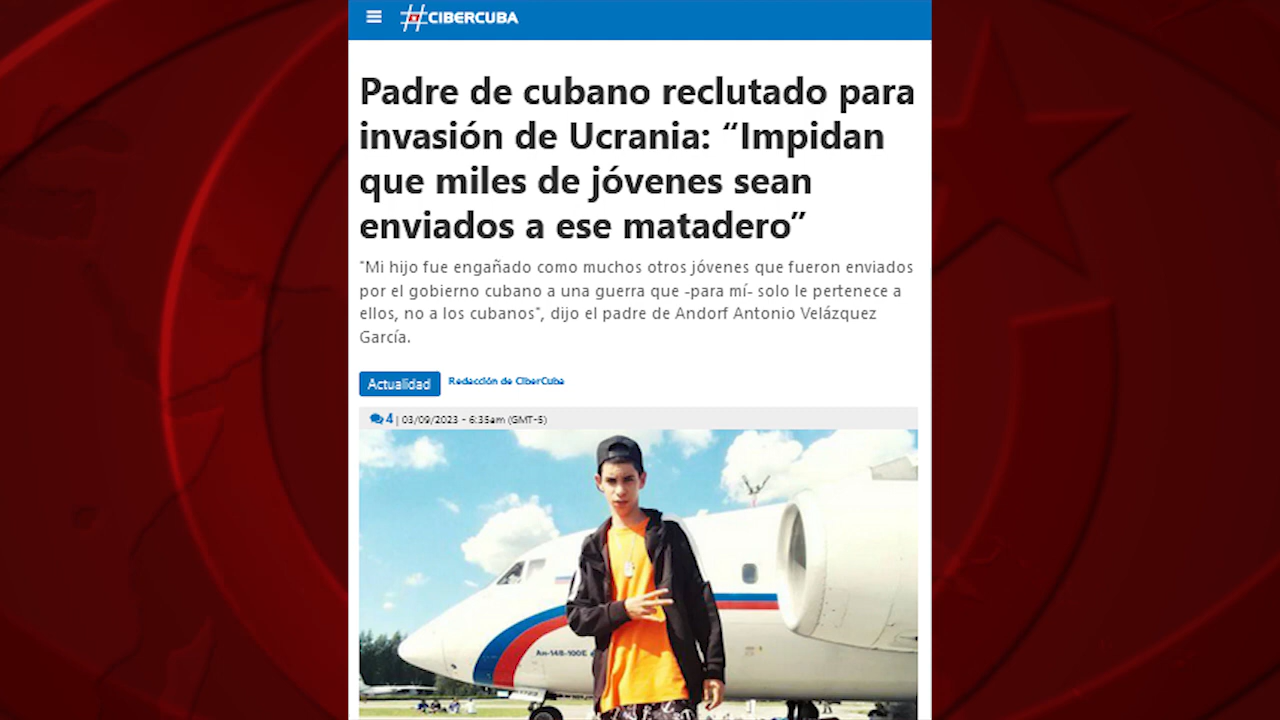 CIBERCUBA
Padre de cubano reclutado para
invasión de Ucrania: “Impidan
que miles de jóvenes sean
enviados a ese matadero”
"Mi hijo fue engañado como muchos otros jóvenes que fueron enviados
por el gobierno cubano a una guerra que -para mí- solo le pertenece a
ellos, no a los cubanos", dijo el padre de Andorf Antonio Velázquez
García.
Actualidad Redacción de CiberCuba
4 | 03/09/2023 - 6:35am (GMT-5)
Ан-148-100Е